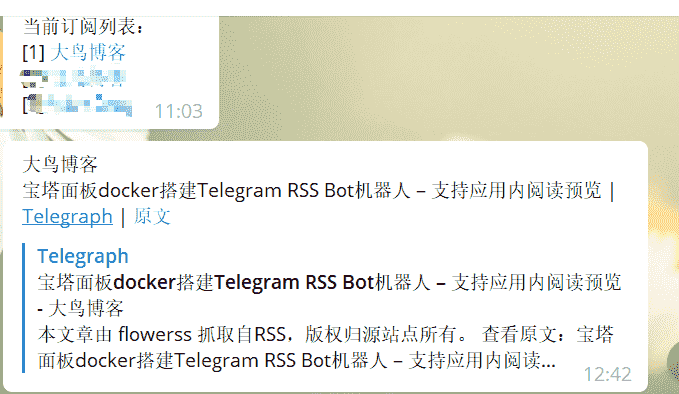 当前订阅列表：
[1] 大鸟博客
[
11:03
大鸟博客
宝塔面板docker搭建Telegram RSS Bot机器人 – 支持应用内阅读预览 |
Telegraph | 原文
Telegraph
宝塔面板docker搭建Telegram RSS Bot机器人 – 支持应用内阅读预览
- 大鸟博客
本文章由 flowerss 抓取自RSS，版权归源站点所有。 查看原文：宝塔
面板docker搭建Telegram RSS Bot机器人 – 支持应用内阅读...
12:42